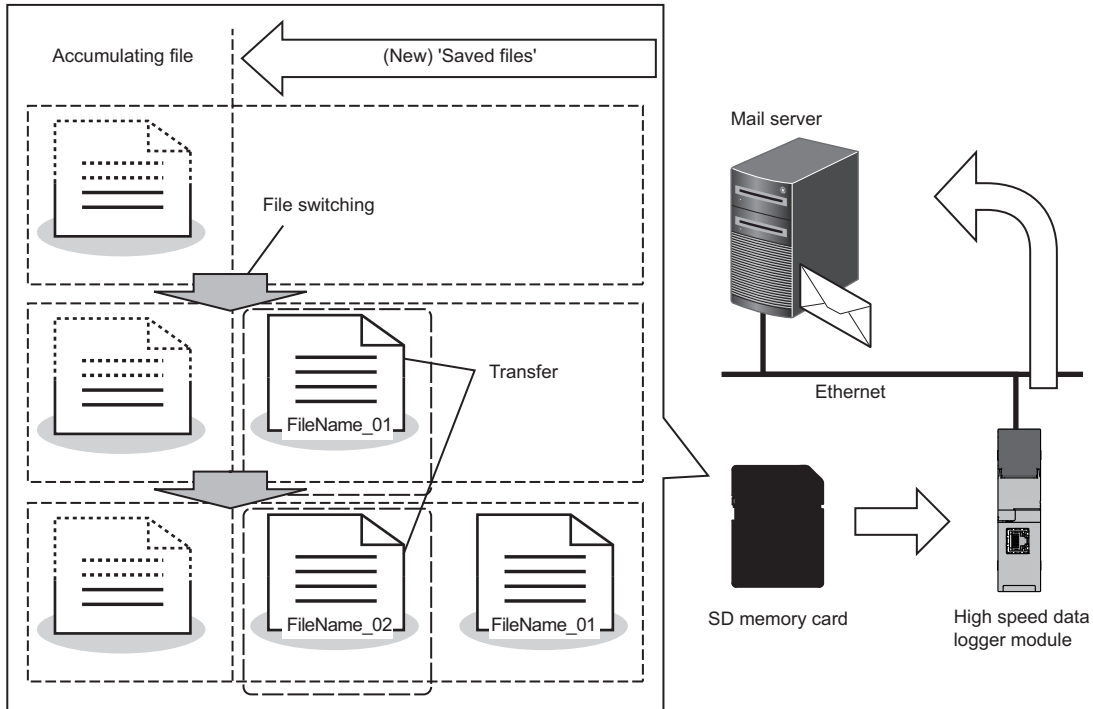 Accumulating file
(New) 'Saved files'
File switching
FileName_01
Transfer
FileName_02
FileName_01
Mail server
Ethernet
SD memory card
High speed data
logger module